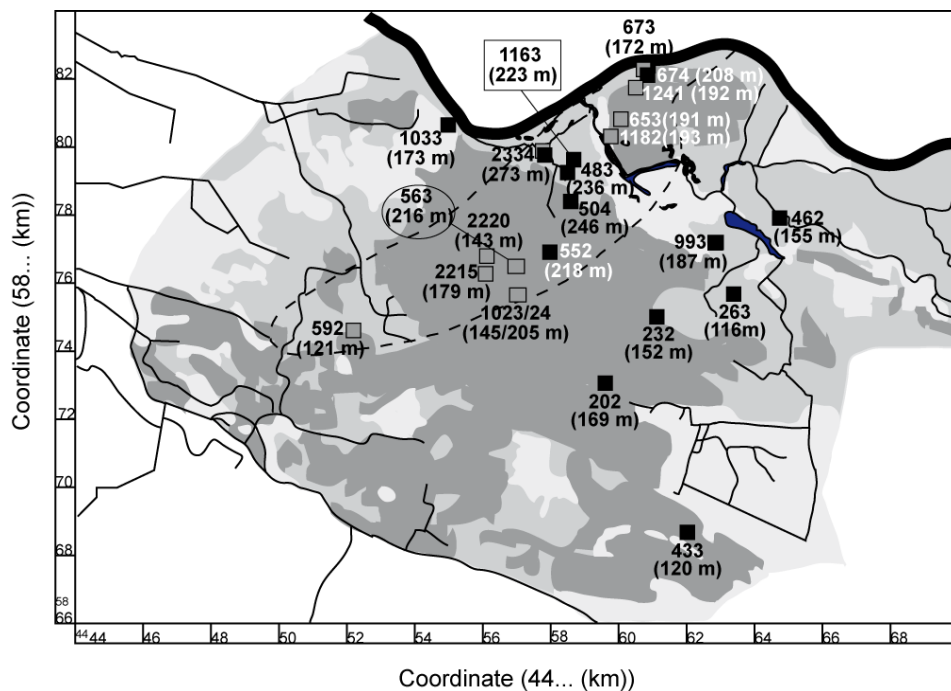 673
(172 m)
1163
(223 m)
82
674 (208 m)
1241 (192 m)
653(191 m)
1182(193 m)
80
1033
(173 m)
2334
(273 m)
483
(236 m)
563
(216 m)
504
(246 m)
78
2220
(143 m)
462
(155 m)
993
(187 m)
552
(218 m)
2215
(179 m)
76
1023/24
(145/205 m)
263
(116m)
592
(121 m)
232
(152 m)
74
202
(169 m)
72
70
433
(120 m)
68
58
66
Coordinate (58... (km))
44 44 46 48 50 52 54 56 58 60 62 64 66 68
Coordinate (44... (km))